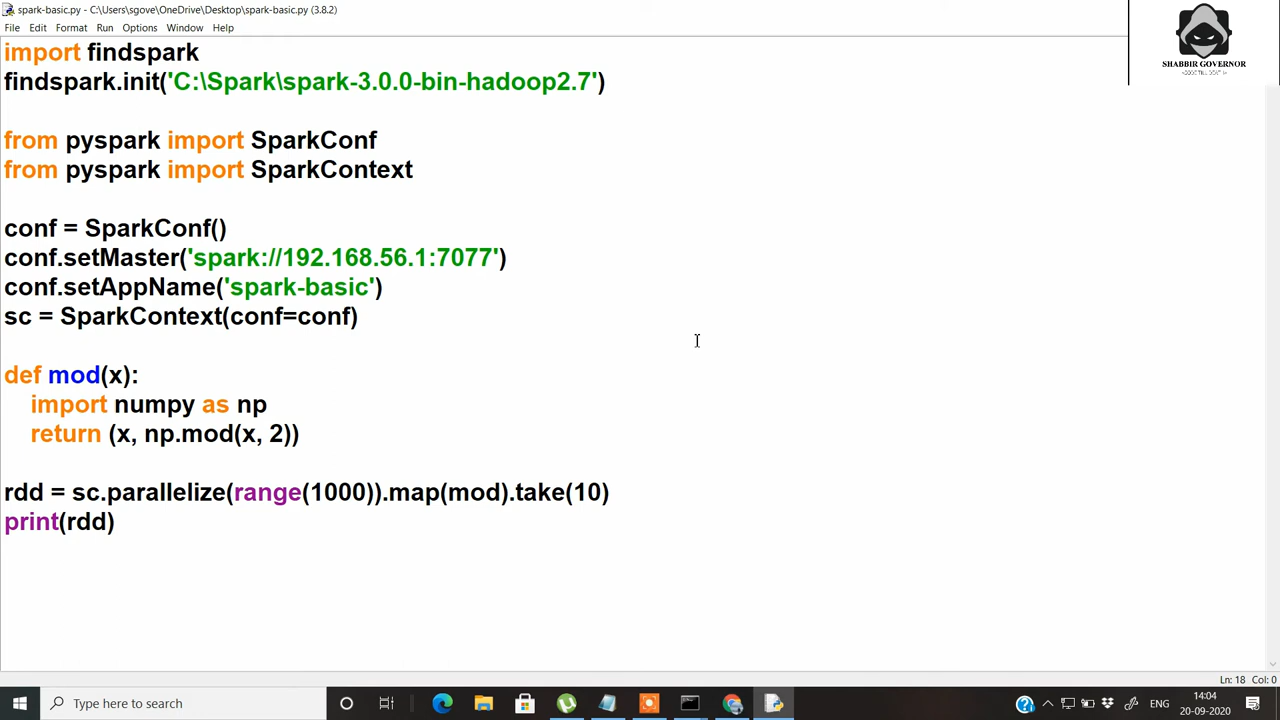 spark-basic.py - C:\Users\sgove\OneDrive\Desktop\spark-basic.py (3.8.2)
File Edit Format Run Options Window Help
SHABBIR GOVERNOR
import findspark
findspark.init('C:\Spark\spark-3.0.0-bin-hadoop2.7')
from pyspark import SparkConf
from pyspark import SparkContext
conf = SparkConf()
conf.setMaster('spark://192.168.56.1:7077')
conf.setAppName('spark-basic')
sc = SparkContext(conf=conf)
def mod(x):
    import numpy as np
    return (x, np.mod(x, 2))
rdd = sc.parallelize(range(1000)).map(mod).take(10)
print(rdd)
Ln: 18 Col: 0
Type here to search
ENG
14:04
20-09-2020